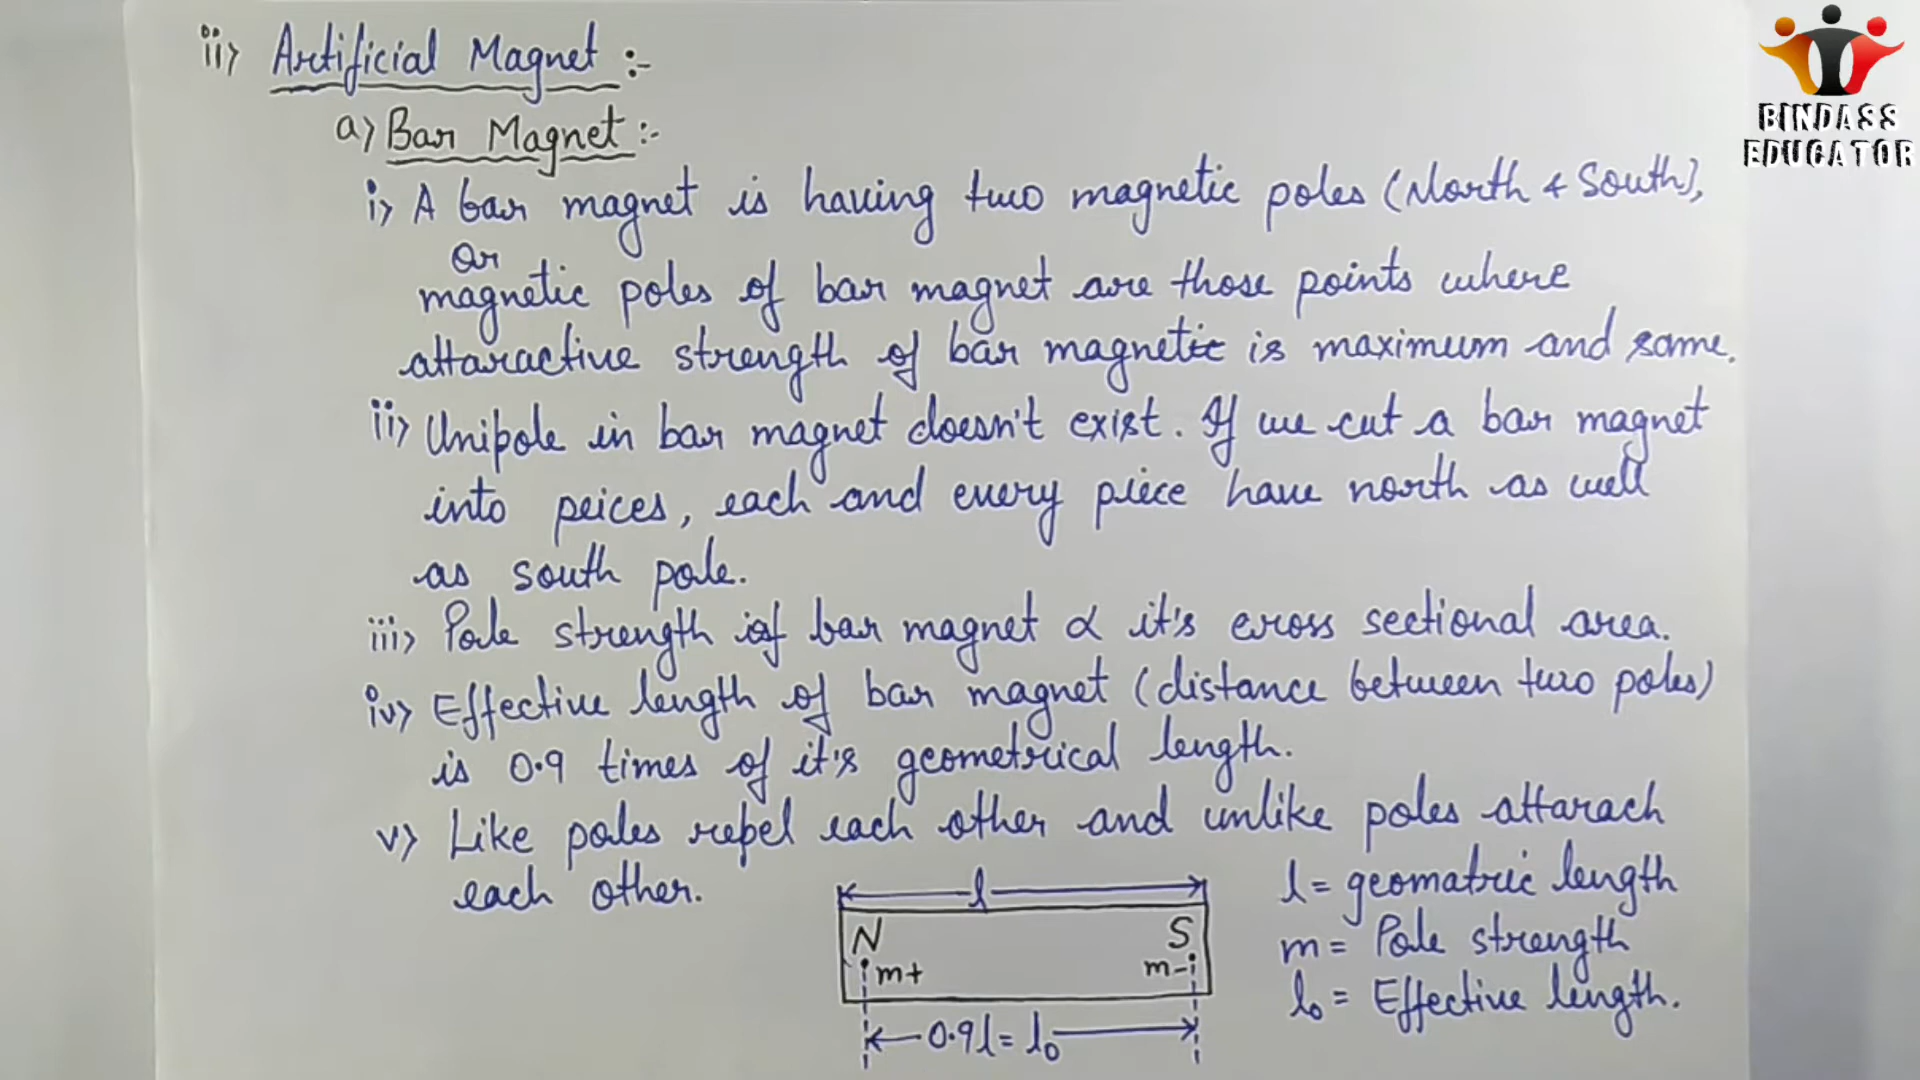 ii> Artificial Magnet :-
a> Bar Magnet :-
i> A bar magnet is having two magnetic poles (North & South),
or
magnetic poles of bar magnet are those points where
attaractive strength of bar magnetic is maximum and same.
ii> Unipole in bar magnet doesn't exist. If we cut a bar magnet
into peices, each and every piece have north as well
as south pole.
iii> Pole strength of bar magnet α it's cross sectional area.
iv> Effective length of bar magnet (distance between two poles)
is 0.9 times of it's geometrical length.
v> Like poles repel each other and unlike poles attarach
each other.
l
N S
m+ m-
0.9l = l₀
l = geomatric length
m = Pole strength
l₀ = Effective length.
BINDASS
EDUCATOR